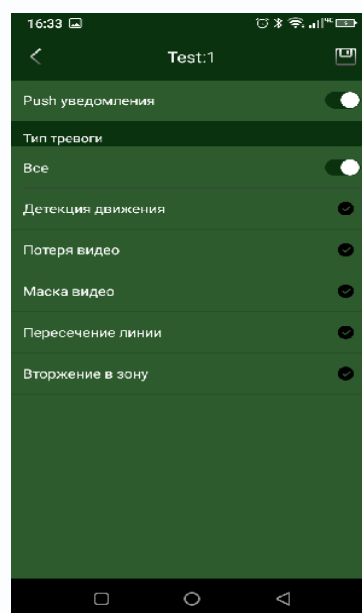 16:33
Test:1
Push уведомления
Тип тревоги
Все
Детекция движения
Потеря видео
Маска видео
Пересечение линии
Вторжение в зону